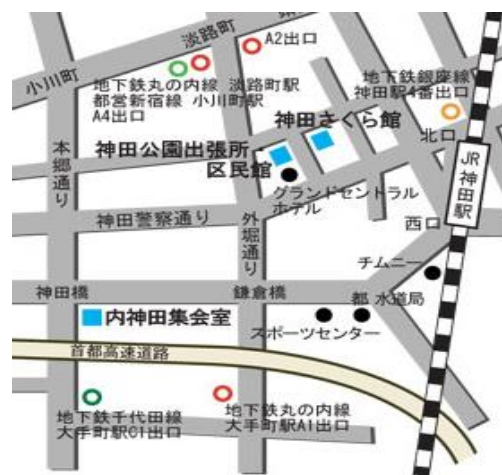 淡路町
A2出口
小川町
地下鉄丸の内線 淡路町駅
都営新宿線 小川町駅
A4出口
地下鉄銀座線
神田駅4番出口
神田さくら館
北口
本郷通り
神田公園出張所・
区民館
JR神田駅
グランドセントラル
ホテル
神田警察通り
外堀通り
西口
チムニー
神田橋
鎌倉橋
都 水道局
内神田集会室
スポーツセンター
首都高速道路
地下鉄千代田線
大手町駅C1出口
地下鉄丸の内線
大手町駅A1出口